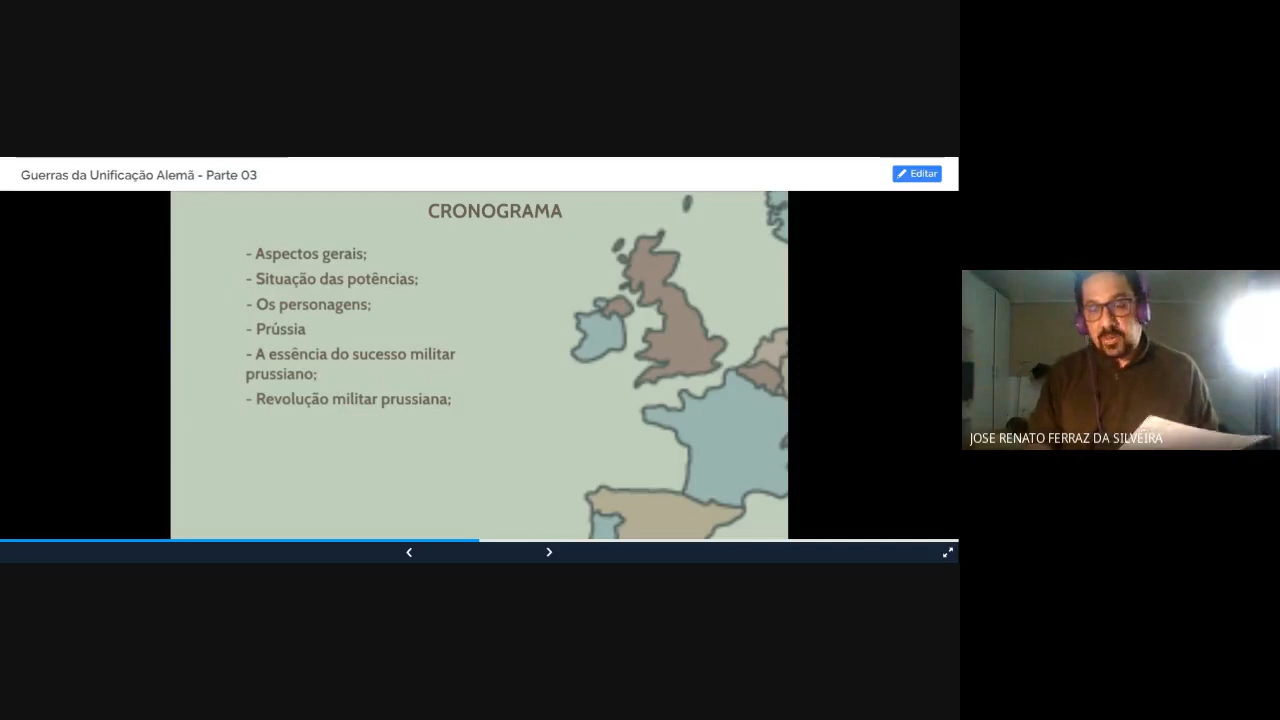 Guerras da Unificação Alemã - Parte 03
Editar
CRONOGRAMA
- Aspectos gerais;
- Situação das potências;
- Os personagens;
- Prússia
- A essência do sucesso militar
prussiano;
- Revolução militar prussiana;
JOSE RENATO FERRAZ DA SILVEIRA